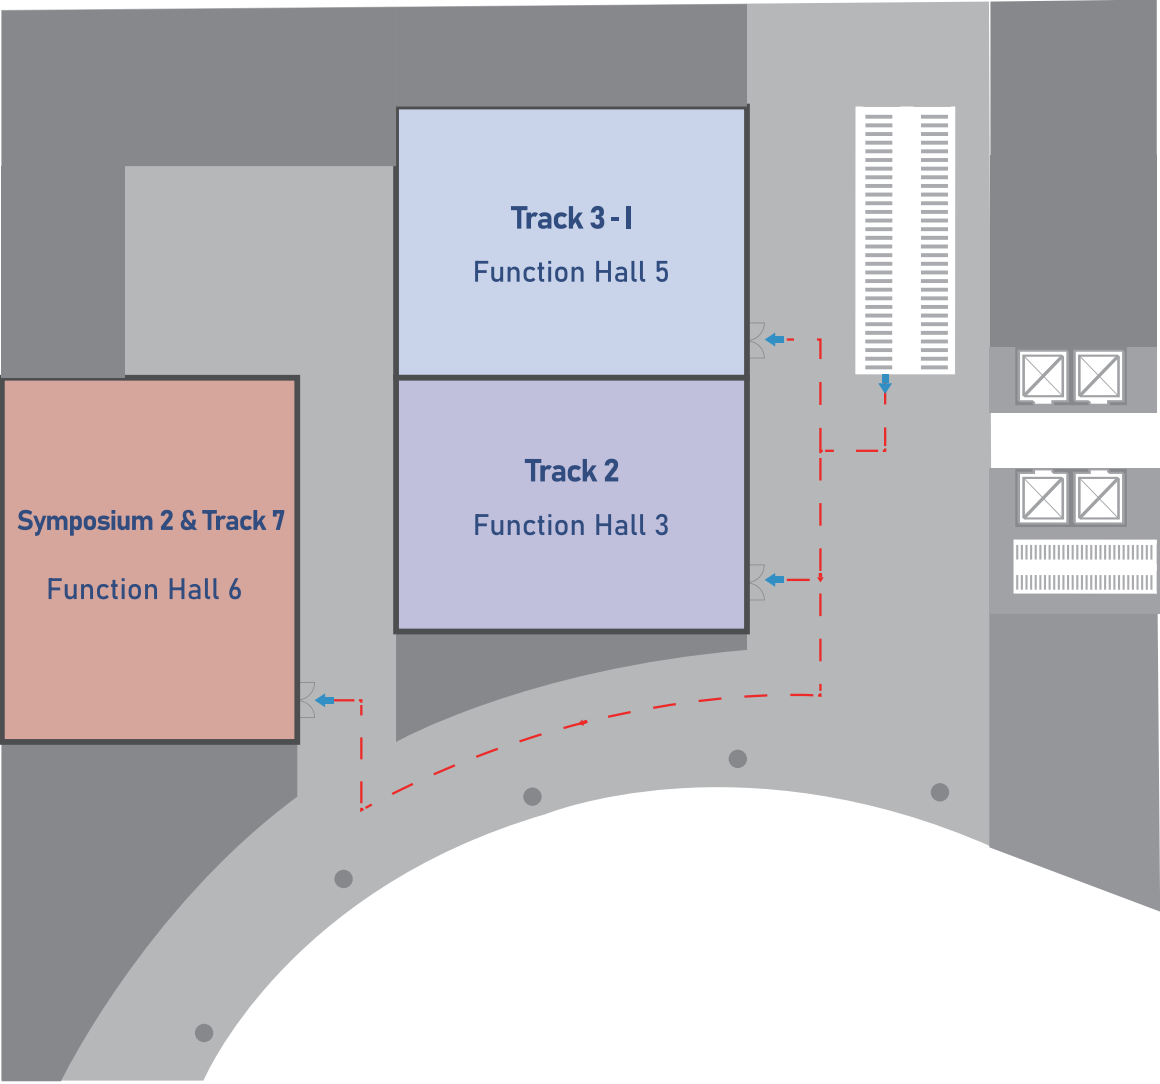 Track 3 - I
Function Hall 5
Track 2
Function Hall 3
Symposium 2 & Track 7
Function Hall 6